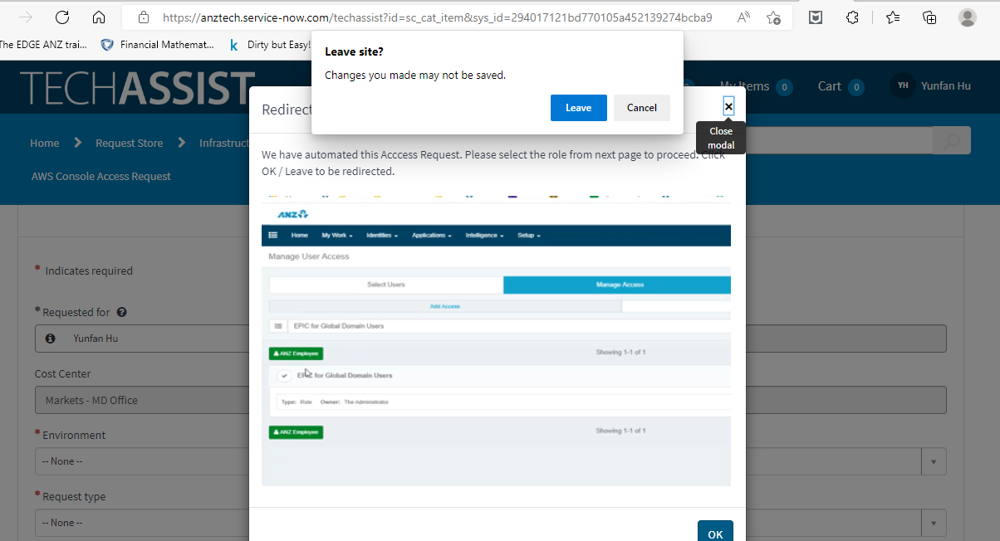 https://anztech.service-now.com/techassist?id=sc_cat_item&sys_id=294017121bd770105a452139274bcba9
The EDGE ANZ trai...
Financial Mathemat...
Dirty but Easy!
Leave site?
Changes you made may not be saved.
Leave
Cancel
TECHASSIST
My Items 0
Cart 0
YH Yunfan Hu
Redirect
×
Close
modal
Home
Request Store
Infrastruct
AWS Console Access Request
We have automated this Acccess Request. Please select the role from next page to proceed. Click
OK / Leave to be redirected.
ANZ
Home
My Work
Identities
Applications
Intelligence
Setup
Manage User Access
Select Users
Manage Access
Add Access
EPIC for Global Domain Users
ANZ Employee
Showing 1-1 of 1
EPIC for Global Domain Users
Type: Role Owner: The Administrator
ANZ Employee
Showing 1-1 of 1
OK
* Indicates required
* Requested for
Yunfan Hu
Cost Center
Markets - MD Office
* Environment
-- None --
* Request type
-- None --